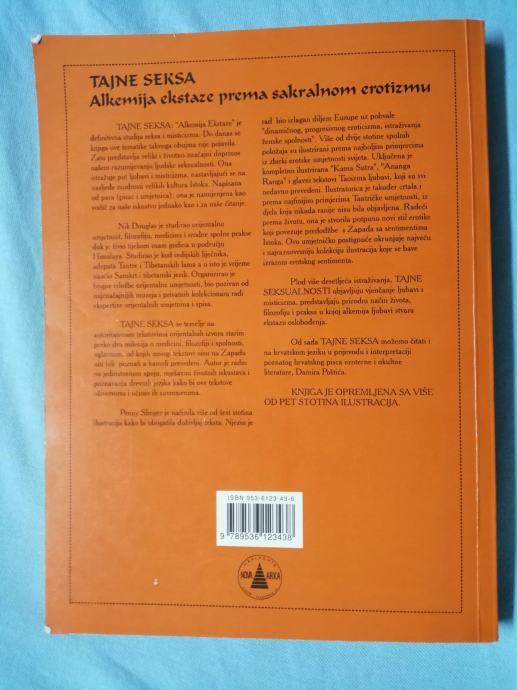 TAJNE SEKSA
Alkemija ekstaze prema sakralnom erotizmu
TAJNE SEKSA: "Alkemija Ekstaze" je
definitivna studija seksa i misticizma. Do danas se
knjiga ove tematike takvoga obujma nije pojavila.
Zato predstavlja veliki i životno značajni doprinos
našem razumijevanju ljudske seksualnosti. Ona
istražuje put ljubavi i misticizma, nastavljajući se na
nasljeđe mudrosti velikih kultura Istoka. Napisana
od para (pisac i umjetnica), ona je namijenjena kao
vodič za naše iskustvo jednako kao i za naše čitanje.
Nik Douglas je studirao orijentalnu
umjetnost, filozofiju, medicinu i srodne spolne prakse
dok je živio tijekom osam godina u području
Himalaya. Studirao je kod indijskih liječnika,
adepata Tantre i Tibetanskih lama a u isto je vrijeme
naučio Sanskrt i tibetanski jezik. Organizirao je
brojne izložbe orijentalne umjetnosti, bio pozivan od
najznačajnijih muzeja i privatnih kolekcionara radi
ekspertize orijentalnih umjetnina i spisa.
TAJNE SEKSA se temelje na
autoritativnim tekstovima orijentalnih izvora starim
preko dva milenija o medicini, filozofiji i spolnosti,
uglavnom, od kojih mnogi tekstovi nisu na Zapadu
niti bili poznati a kamoli prevedeni. Autor je radio
na jedinstvenom spoju, mješavini životnih iskustava i
poznavanja drevnih jezika kako bi ove tekstove
oživotvorio i učinio ih suvremenima.
Penny Slinger je načinila više od šest stotina
ilustracija kako bi obogatila doživljaj teksta. Njezin je
rad bio izlagan diljem Europe uz pohvale
"dinamičnog, progresivnog eroticizma, istraživanja
ženske spolnosti". Više od dvije stotine spolnih
položaja su ilustrirani prema najboljim primjercima
iz zbirki erotske umjetnosti svijeta. Uključena je
kompletno ilustrirana "Kama Sutra", "Ananga
Ranga" i glavni tekstovi Taoizma ljubavi, koji su svi
nedavno prevedeni. Ilustratorica je također crtala i
prema najfinijim primjerima Tantričke umjetnosti, iz
djela koja nikada ranije nisu bila objavljena. Radeći
prema životu, ona je stvorila potpuno novi stil erotike
koji povezuje predodžbe s Zapada sa sentimentima
Istoka. Ovo umjetničko postignuće okrunjuje najveću
i najraznovrsniju kolekciju ilustracija koje se bave
izrazom erotskog sentimenta.
Plod više desetljeća istraživanja, TAJNE
SEKSUALNOSTI objavljuju vjenčanje ljubavi i
misticizma, predstavljaju prirodni način života,
filozofiju i praksu u kojoj alkemija ljubavi stvara
ekstazu oslobođenja.
Od sada TAJNE SEKSA možemo čitati i
na hrvatskom jeziku u prijevodu i interpretaciji
poznatog hrvatskog pisca ezoterne i okultne
literature, Damira Poštića.
KNJIGA JE OPREMLJENA SA VIŠE
OD PET STOTINA ILUSTRACIJA.
ISBN 953-6123-43-6
9 789536 123438
NOVA ARKA